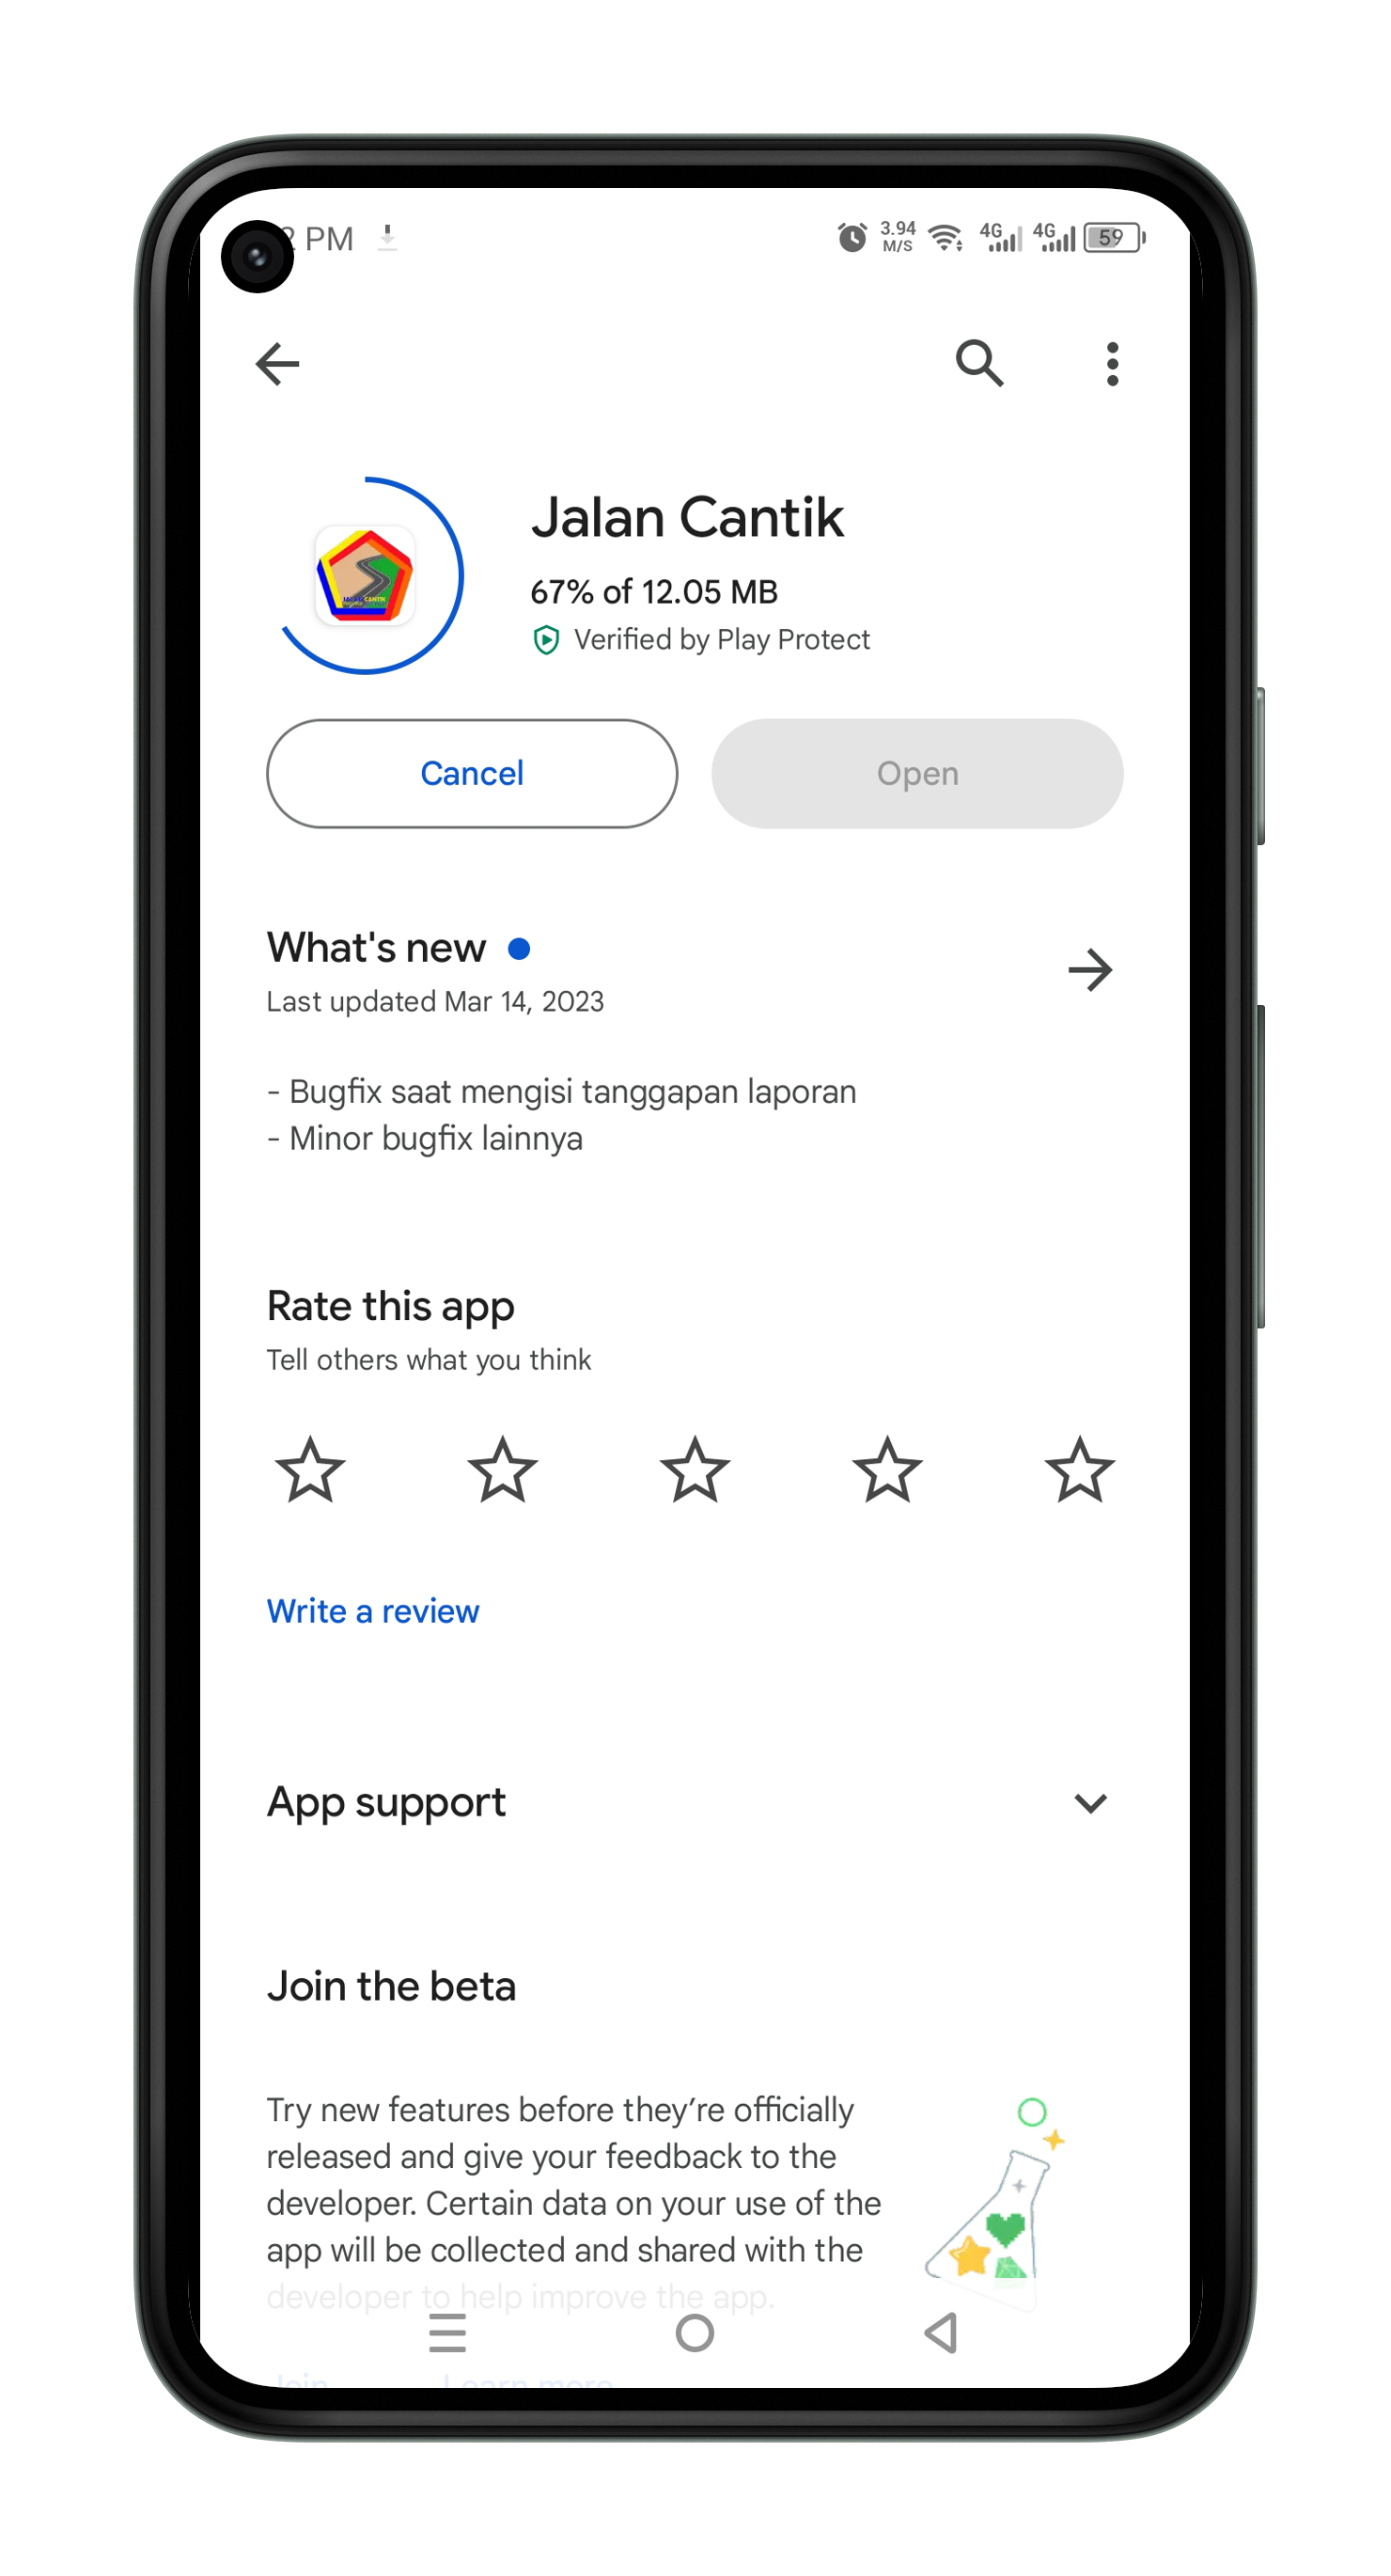 PM
3.94
M/S
4G
4G
59
Jalan Cantik
67% of 12.05 MB
Verified by Play Protect
Cancel
Open
What's new
Last updated Mar 14, 2023
- Bugfix saat mengisi tanggapan laporan
- Minor bugfix lainnya
Rate this app
Tell others what you think
Write a review
App support
Join the beta
Try new features before they’re officially
released and give your feedback to the
developer. Certain data on your use of the
app will be collected and shared with the
developer to help improve the app.
Join
Learn more